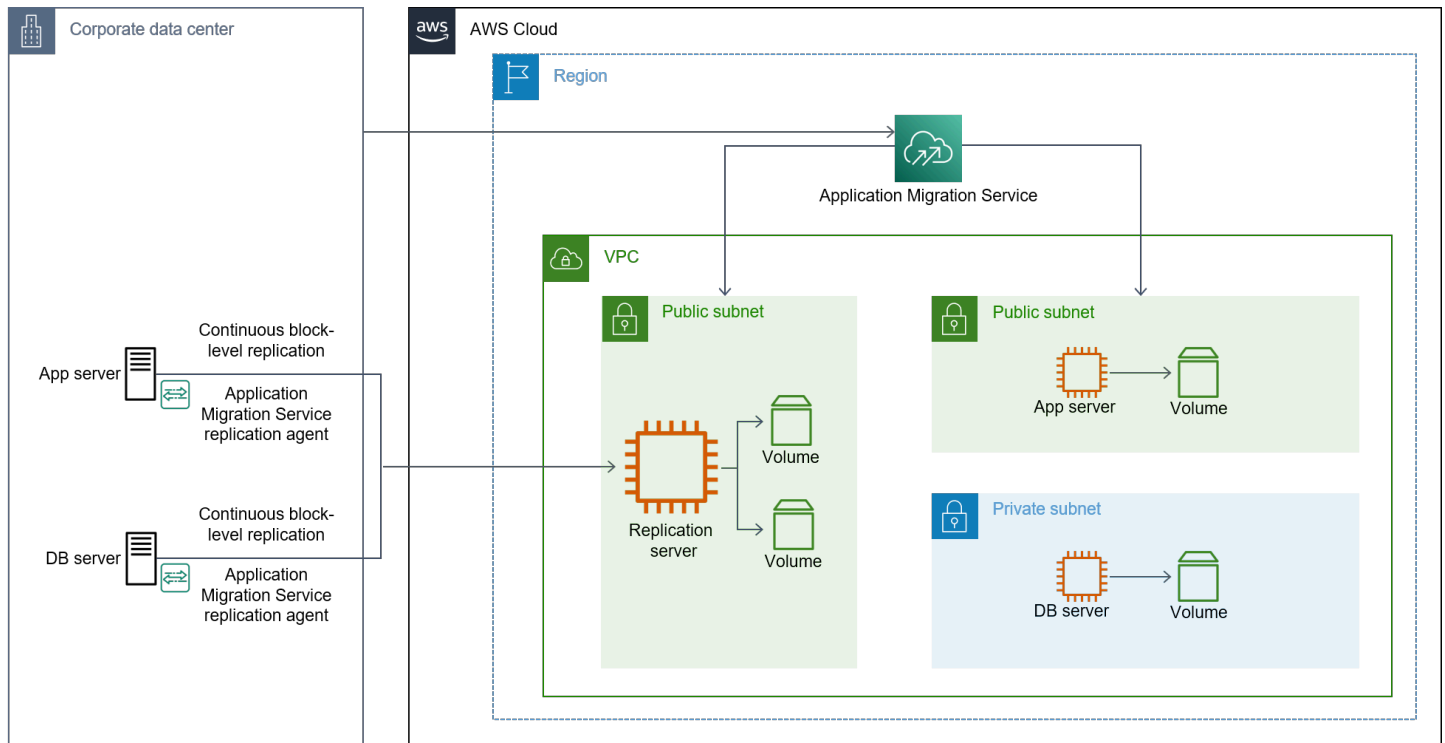 Corporate data center
aws
AWS Cloud
Region
Application Migration Service
VPC
Public subnet
Public subnet
Continuous block-
level replication
App server
Application
Migration Service
replication agent
App server
Volume
Volume
Continuous block-
level replication
DB server
Application
Migration Service
replication agent
Replication
server
Volume
Private subnet
DB server
Volume